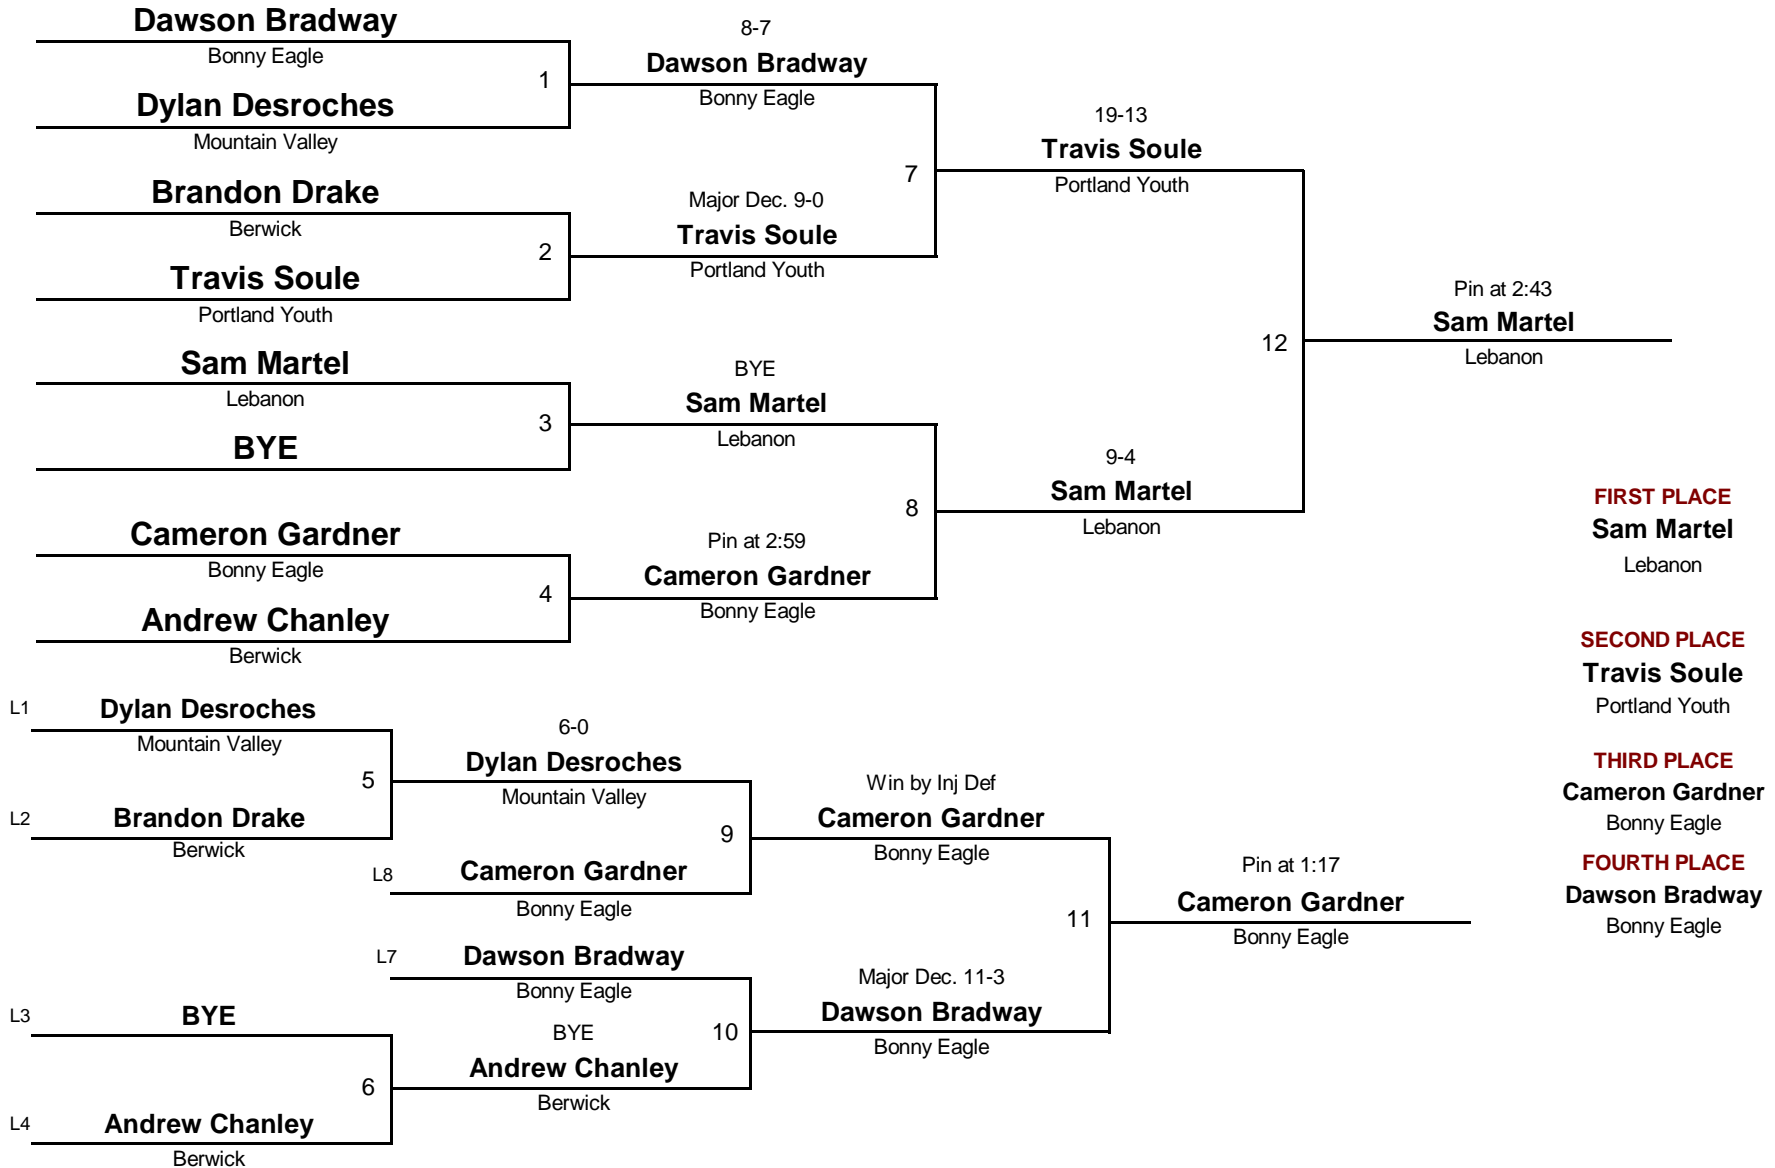 Dawson Bradway
Bonny Eagle
1
Dylan Desroches
Mountain Valley
Brandon Drake
Berwick
2
Travis Soule
Portland Youth
Sam Martel
Lebanon
3
BYE
Cameron Gardner
Bonny Eagle
4
Andrew Chanley
Berwick
8-7
Dawson Bradway
Bonny Eagle
7
Major Dec. 9-0
Travis Soule
Portland Youth
BYE
Sam Martel
Lebanon
8
Pin at 2:59
Cameron Gardner
Bonny Eagle
19-13
Travis Soule
Portland Youth
12
9-4
Sam Martel
Lebanon
Pin at 2:43
Sam Martel
Lebanon
FIRST PLACE
Sam Martel
Lebanon
SECOND PLACE
Travis Soule
Portland Youth
THIRD PLACE
Cameron Gardner
Bonny Eagle
FOURTH PLACE
Dawson Bradway
Bonny Eagle
L1 Dylan Desroches
Mountain Valley
5
L2 Brandon Drake
Berwick
6-0
Dylan Desroches
Mountain Valley
9
L8 Cameron Gardner
Bonny Eagle
L7 Dawson Bradway
Bonny Eagle
10
BYE
Andrew Chanley
Berwick
L3 BYE
6
L4 Andrew Chanley
Berwick
Win by Inj Def
Cameron Gardner
Bonny Eagle
11
Major Dec. 11-3
Dawson Bradway
Bonny Eagle
Pin at 1:17
Cameron Gardner
Bonny Eagle